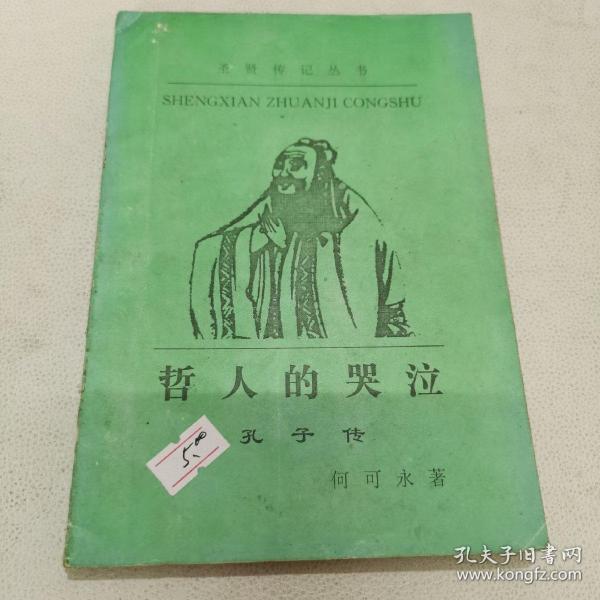 圣贤传记丛书
SHENGXIAN ZHUANJI CONGSHU
哲人的哭泣
孔子传
何可永著
孔夫子旧书网
www.kongfz.com